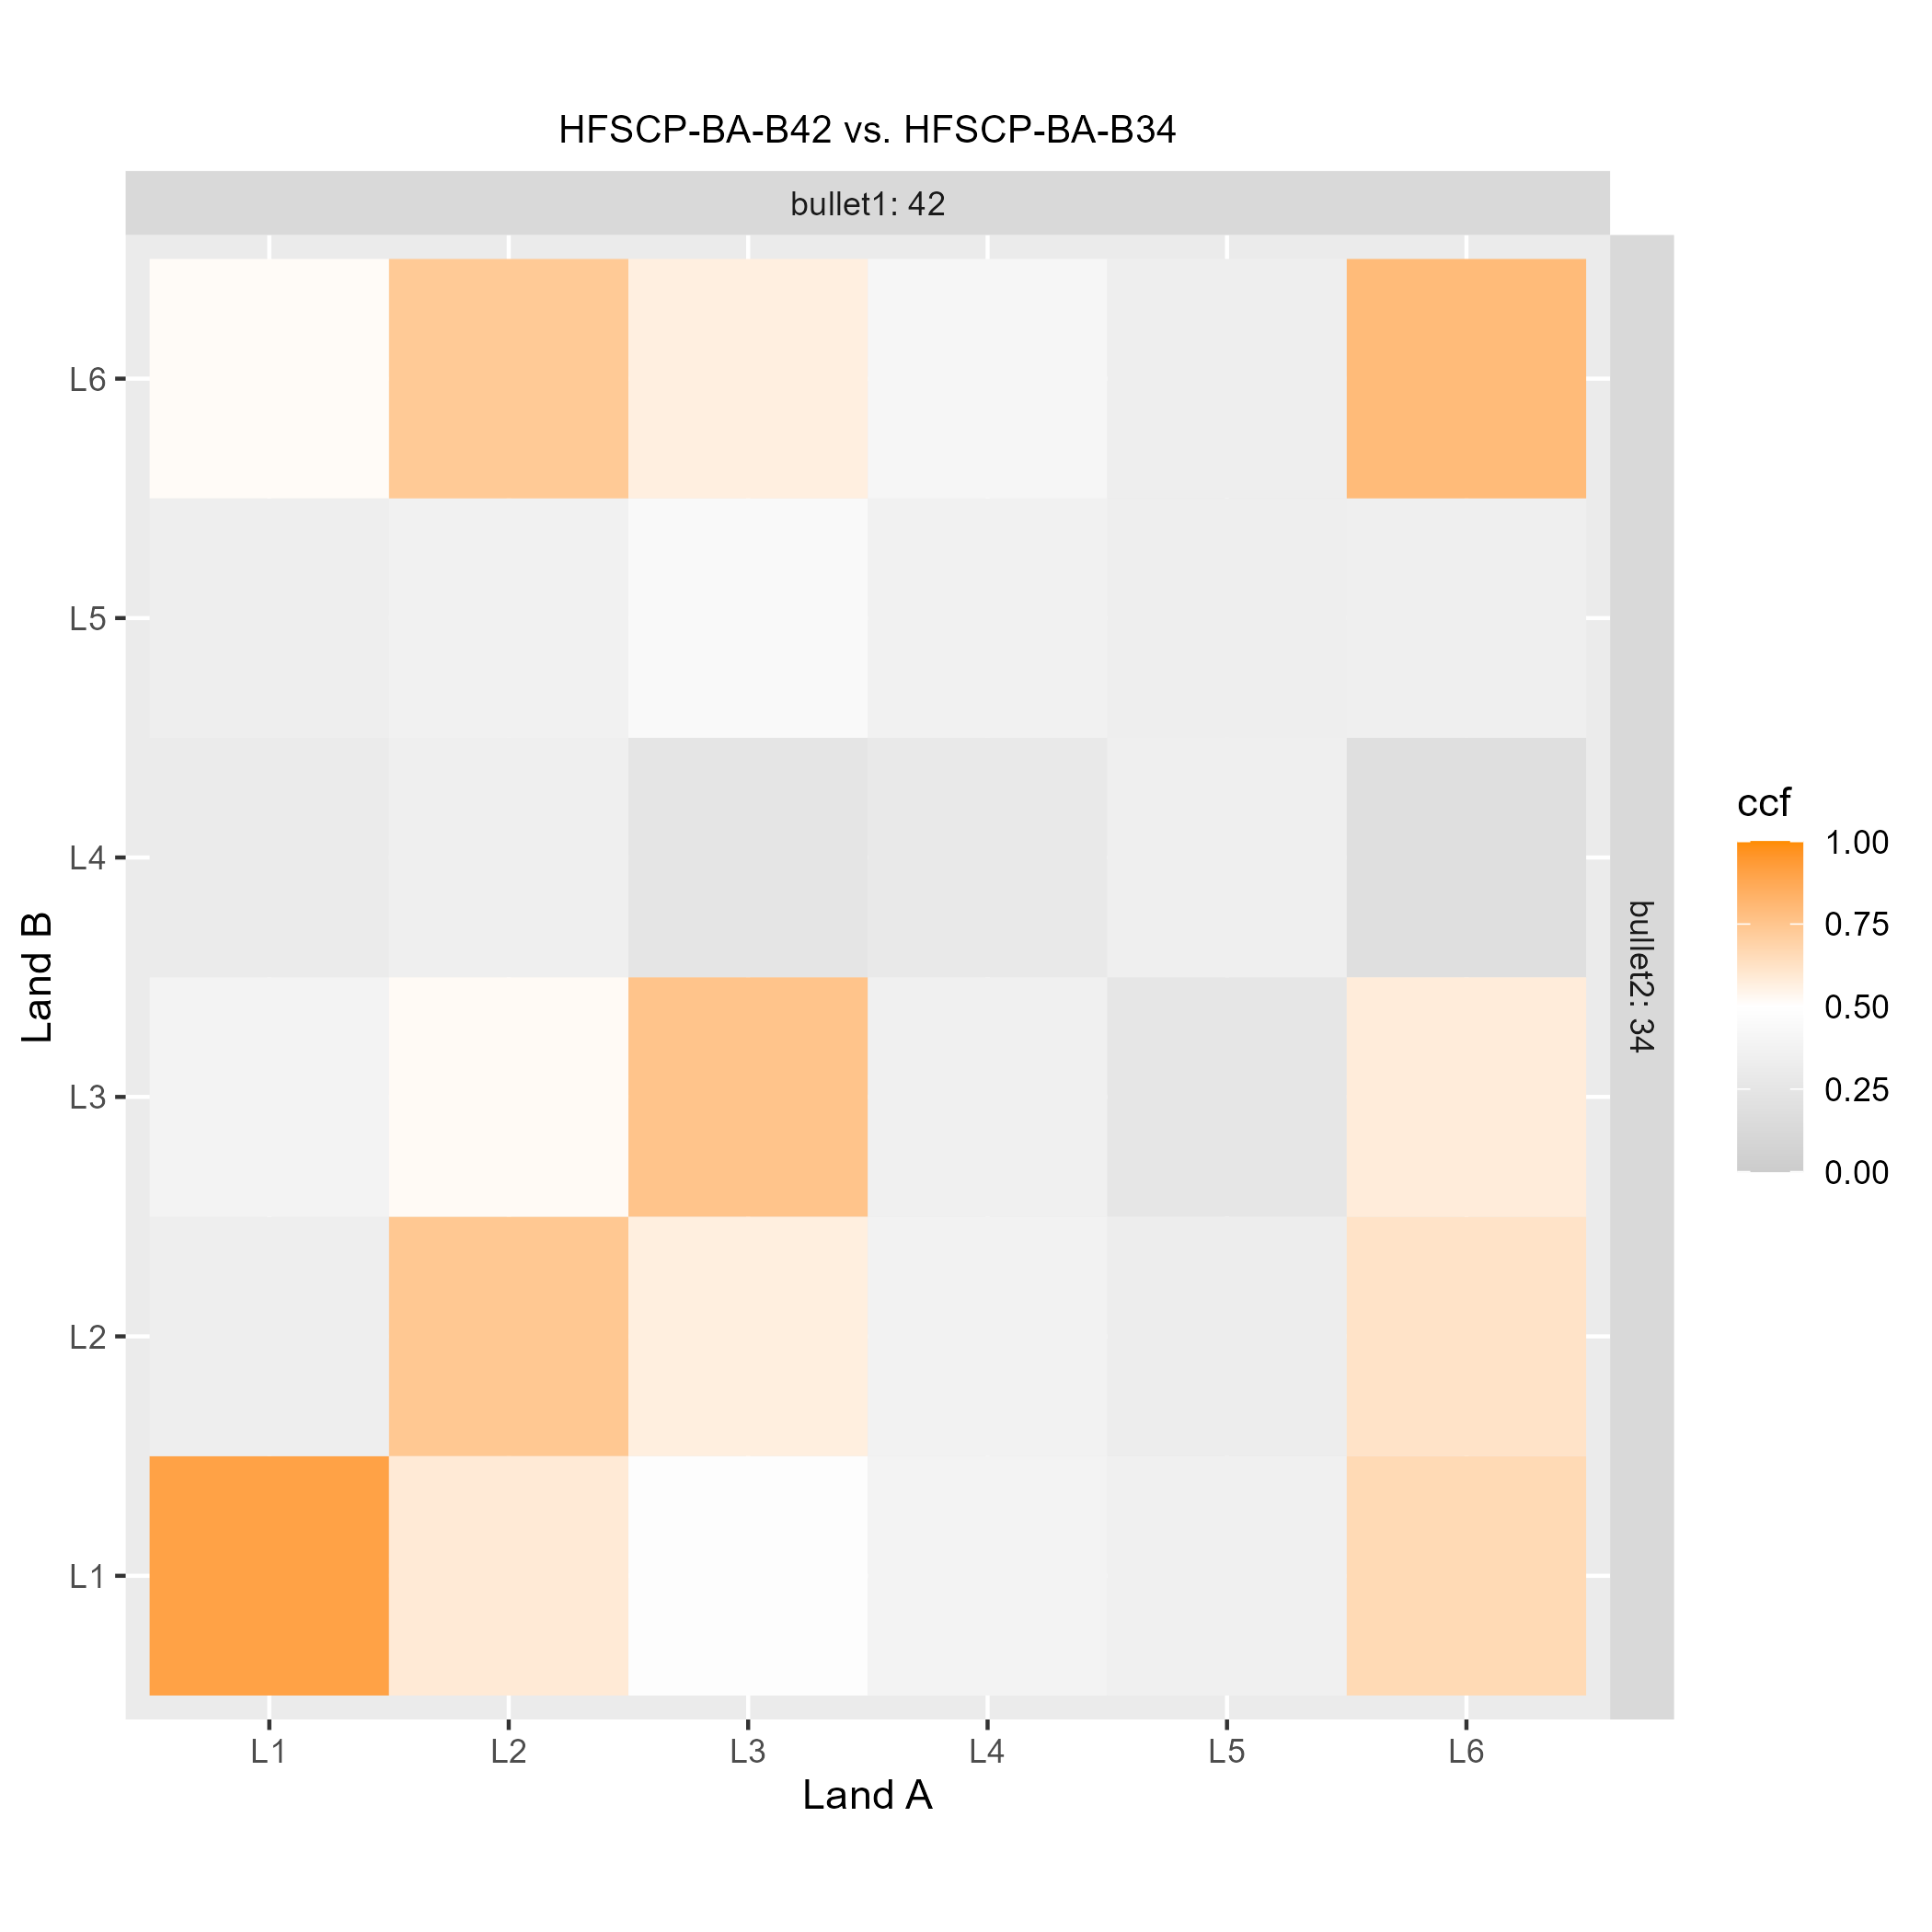 HFSCP-BA-B42 vs. HFSCP-BA-B34
bullet1: 42
L6
L5
L4
L3
L2
L1
Land B
bullet2: 34
L1 L2 L3 L4 L5 L6
Land A
ccf
1.00
0.75
0.50
0.25
0.00